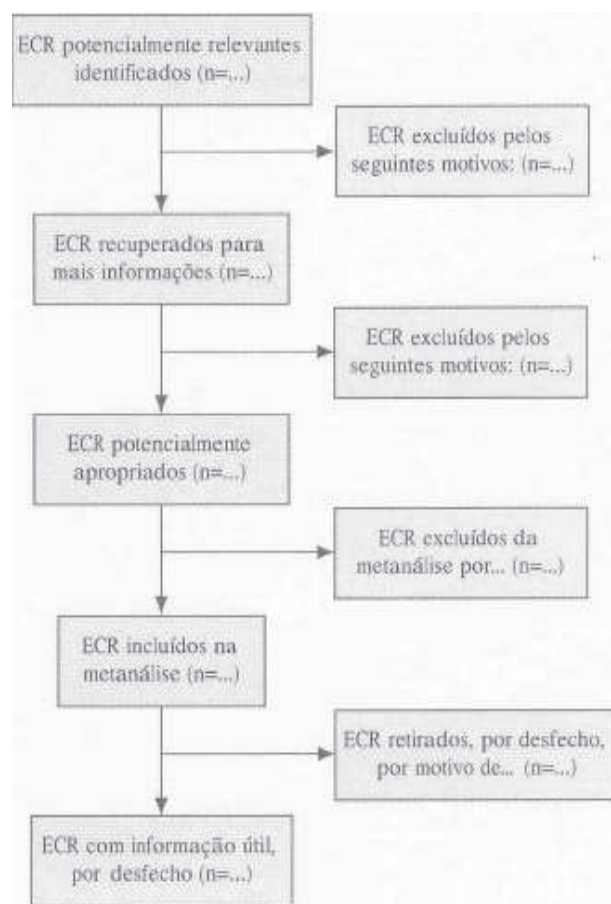 ECR potencialmente relevantes
identificados (n=...)
ECR excluídos pelos
seguintes motivos: (n=...)
ECR recuperados para
mais informações (n=...)
ECR excluídos pelos
seguintes motivos: (n=...)
ECR potencialmente
apropriados (n=...)
ECR excluídos da
metanálise por... (n=...)
ECR incluídos na
metanálise (n=...)
ECR retirados, por desfecho,
por motivo de... (n=...)
ECR com informação útil,
por desfecho (n=...)